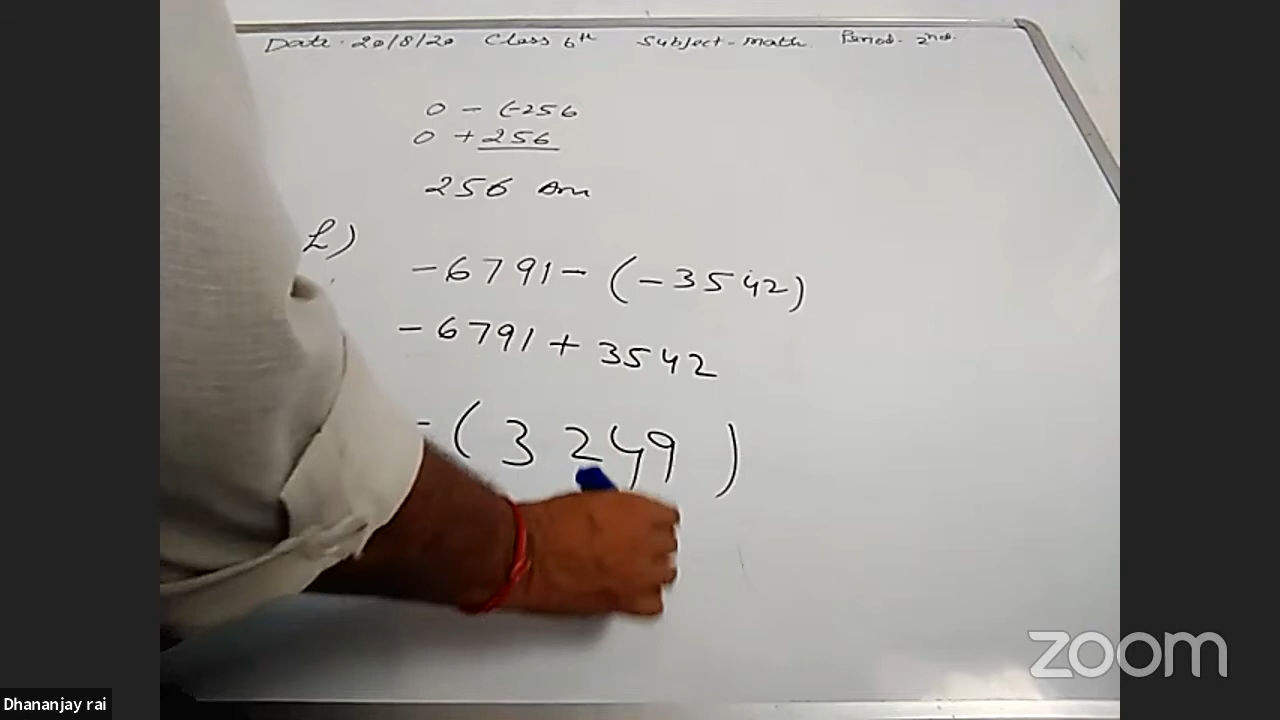 Date. 20/8/20 Class 6th Subject-Math. Period. 2nd.
0 - (-256
0 + 256
256 Ans
f)
-6791-(-3542)
-6791 + 3542
-(3249)
zoom
Dhananjay rai